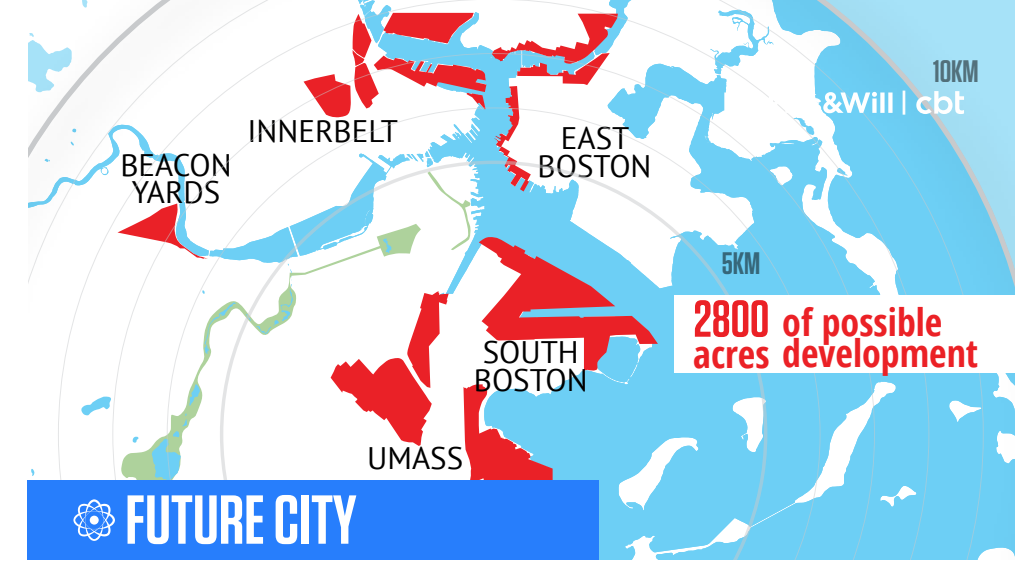 10KM
&Will | cbt
INNERBELT
EAST
BOSTON
BEACON
YARDS
5KM
2800 of possible
acres development
SOUTH
BOSTON
UMASS
FUTURE CITY